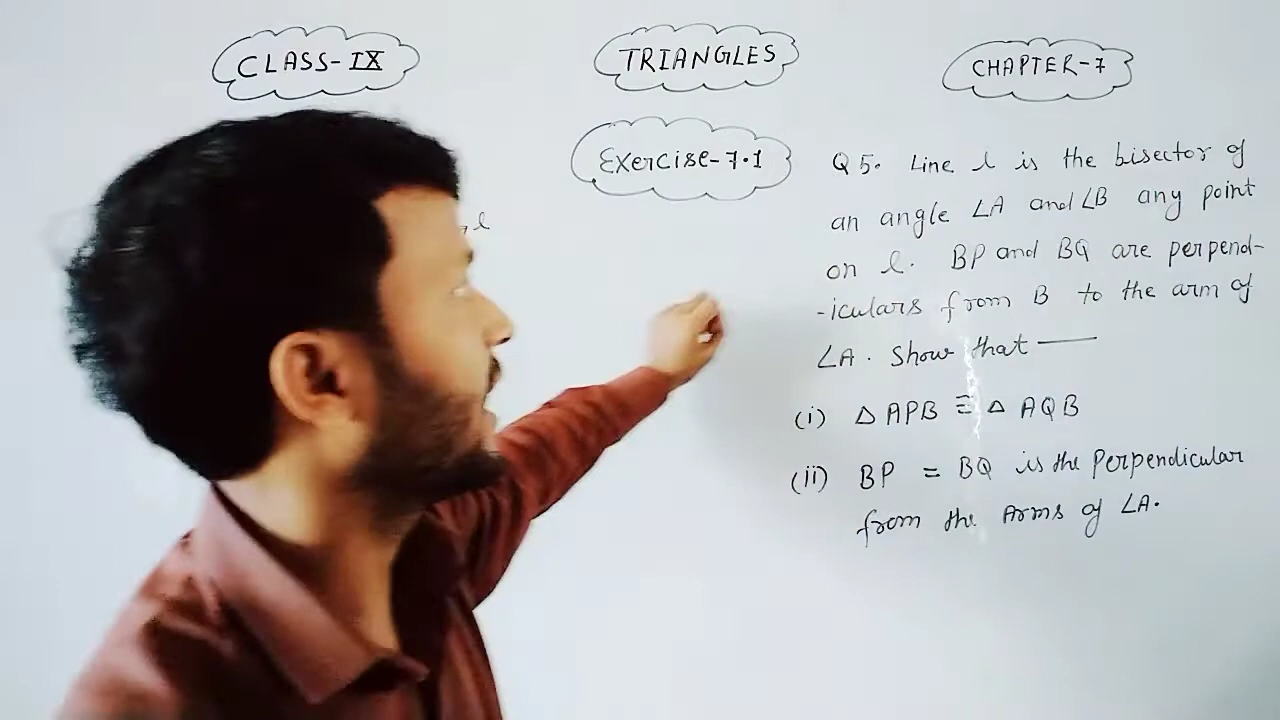 CLASS-IX
TRIANGLES
CHAPTER-7
Exercise-7.1
l
Q 5. Line l is the bisector of
an angle ∠A and ∠B any point
on l. BP and BQ are perpend-
-iculars from B to the arm of
∠A. Show that —
(i) △ APB ≅ △ AQB
(ii) BP = BQ is the Perpendicular
from the Arms of ∠A.